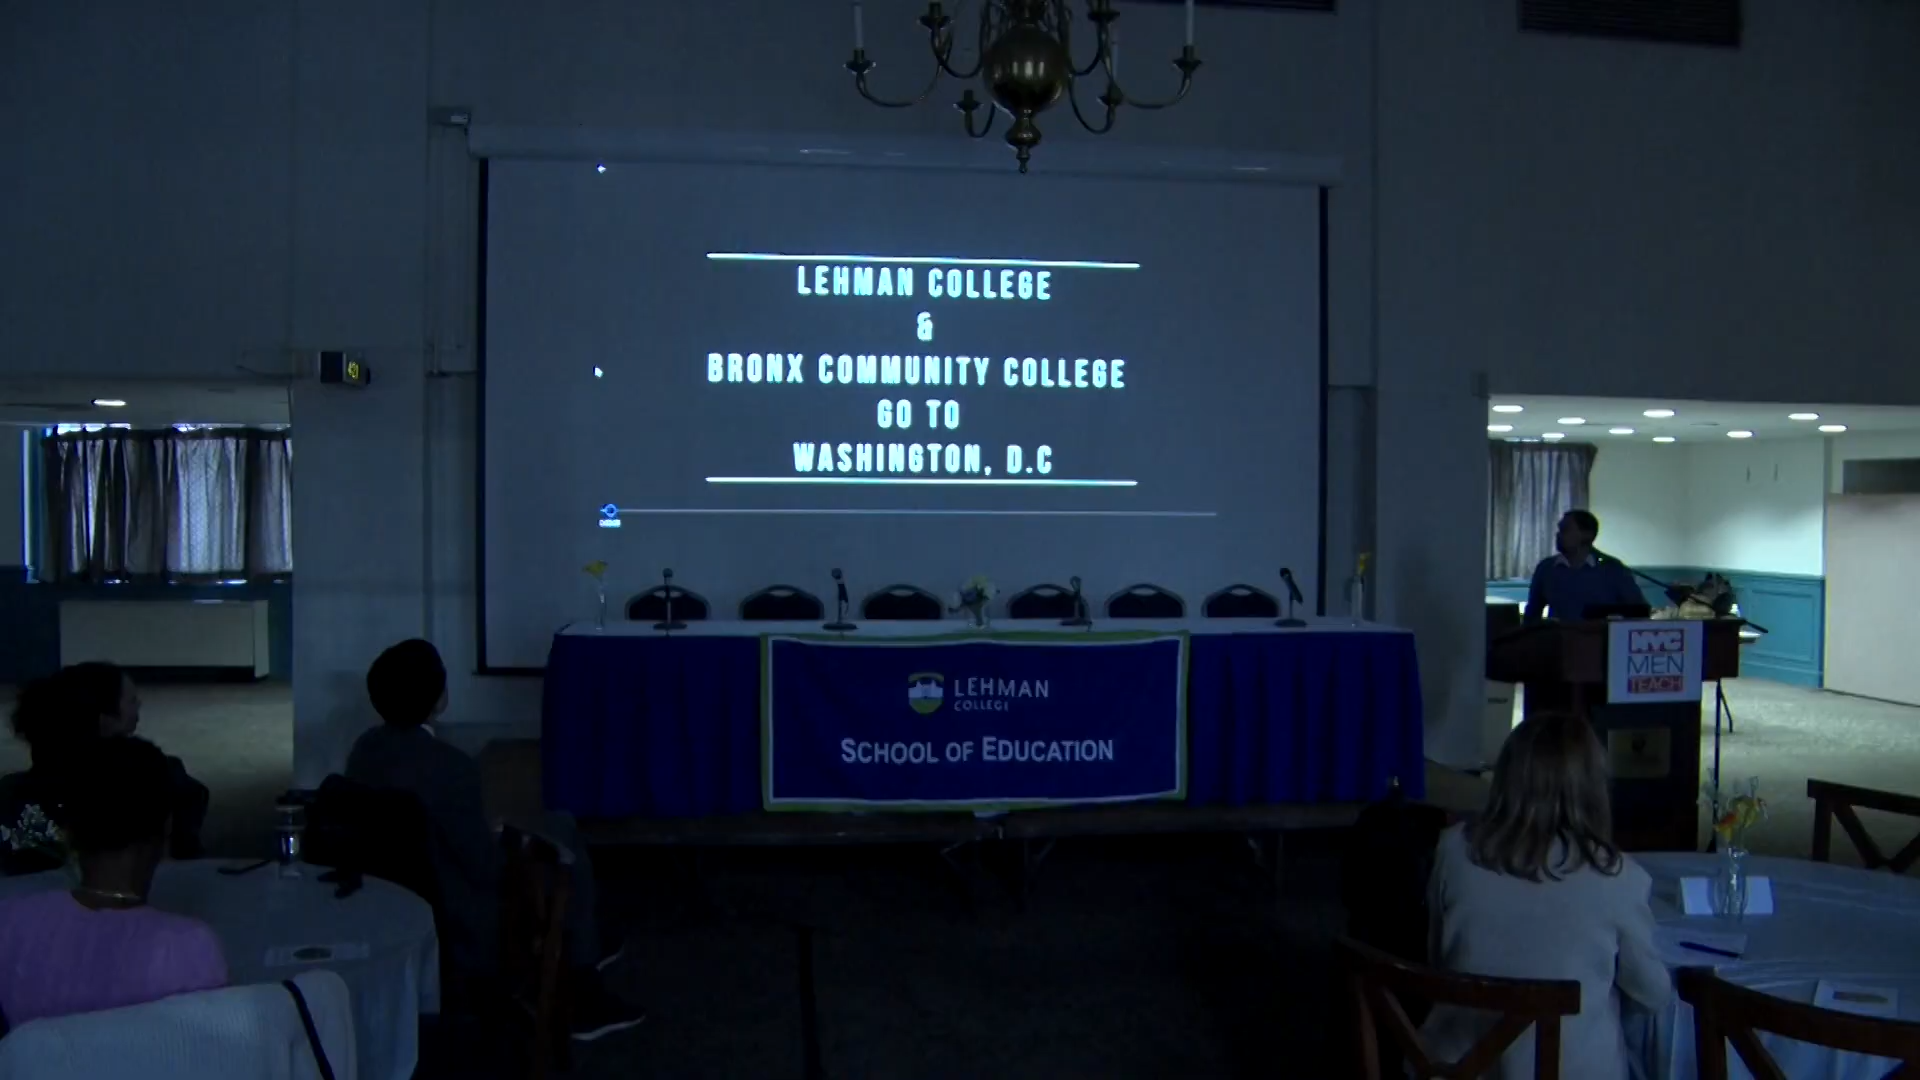 LEHMAN COLLEGE
&
BRONX COMMUNITY COLLEGE
GO TO
WASHINGTON, D.C
LEHMAN
COLLEGE
SCHOOL OF EDUCATION
NYC
MEN
TEACH